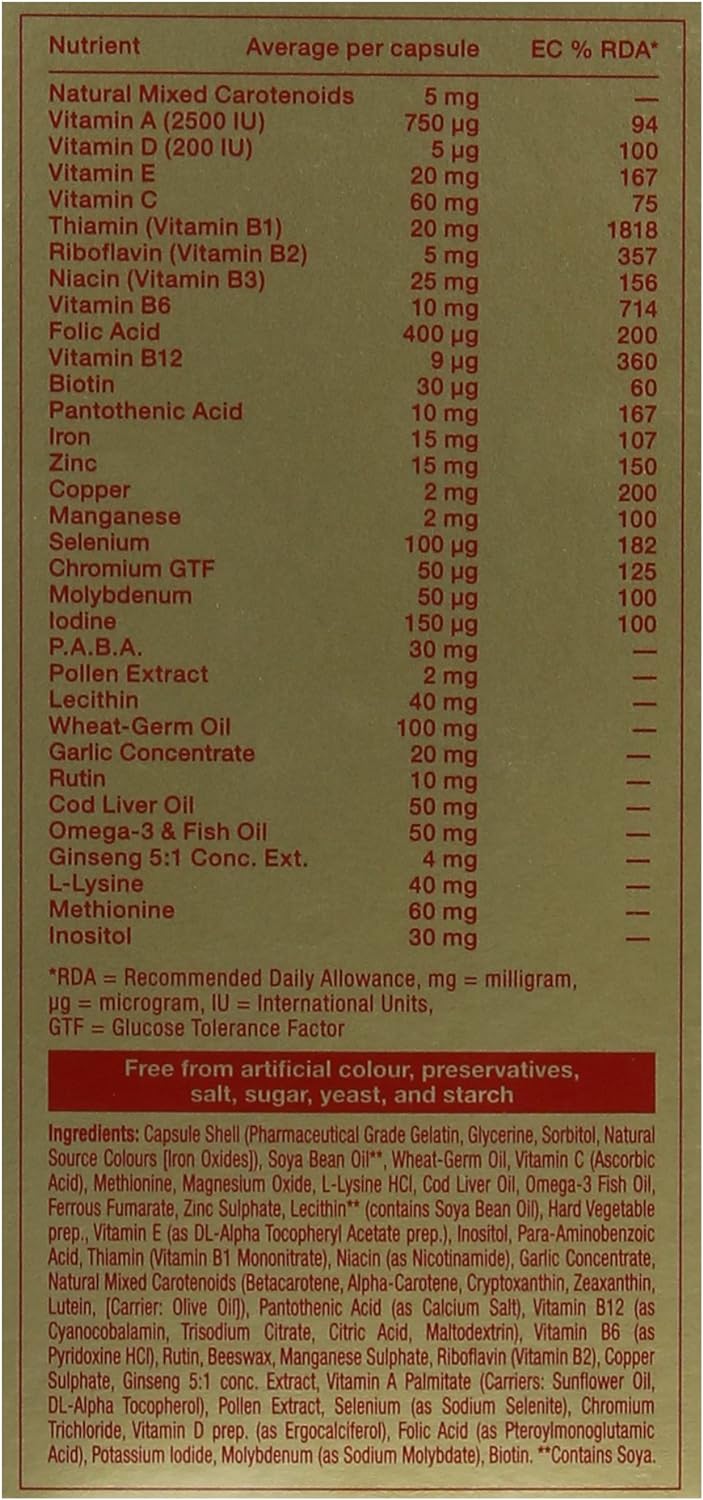 Nutrient Average per capsule EC % RDA*
Natural Mixed Carotenoids 5 mg —
Vitamin A (2500 IU) 750 µg 94
Vitamin D (200 IU) 5 µg 100
Vitamin E 20 mg 167
Vitamin C 60 mg 75
Thiamin (Vitamin B1) 20 mg 1818
Riboflavin (Vitamin B2) 5 mg 357
Niacin (Vitamin B3) 25 mg 156
Vitamin B6 10 mg 714
Folic Acid 400 µg 200
Vitamin B12 9 µg 360
Biotin 30 µg 60
Pantothenic Acid 10 mg 167
Iron 15 mg 107
Zinc 15 mg 150
Copper 2 mg 200
Manganese 2 mg 100
Selenium 100 µg 182
Chromium GTF 50 µg 125
Molybdenum 50 µg 100
Iodine 150 µg 100
P.A.B.A. 30 mg —
Pollen Extract 2 mg —
Lecithin 40 mg —
Wheat-Germ Oil 100 mg —
Garlic Concentrate 20 mg —
Rutin 10 mg —
Cod Liver Oil 50 mg —
Omega-3 & Fish Oil 50 mg —
Ginseng 5:1 Conc. Ext. 4 mg —
L-Lysine 40 mg —
Methionine 60 mg —
Inositol 30 mg —
*RDA = Recommended Daily Allowance, mg = milligram,
µg = microgram, IU = International Units,
GTF = Glucose Tolerance Factor
Free from artificial colour, preservatives,
salt, sugar, yeast, and starch
Ingredients: Capsule Shell (Pharmaceutical Grade Gelatin, Glycerine, Sorbitol, Natural
Source Colours [Iron Oxides]), Soya Bean Oil**, Wheat-Germ Oil, Vitamin C (Ascorbic
Acid), Methionine, Magnesium Oxide, L-Lysine HCl, Cod Liver Oil, Omega-3 Fish Oil,
Ferrous Fumarate, Zinc Sulphate, Lecithin** (contains Soya Bean Oil), Hard Vegetable
prep., Vitamin E (as DL-Alpha Tocopheryl Acetate prep.), Inositol, Para-Aminobenzoic
Acid, Thiamin (Vitamin B1 Mononitrate), Niacin (as Nicotinamide), Garlic Concentrate,
Natural Mixed Carotenoids (Betacarotene, Alpha-Carotene, Cryptoxanthin, Zeaxanthin,
Lutein, [Carrier: Olive Oil]), Pantothenic Acid (as Calcium Salt), Vitamin B12 (as
Cyanocobalamin, Trisodium Citrate, Citric Acid, Maltodextrin), Vitamin B6 (as
Pyridoxine HCl), Rutin, Beeswax, Manganese Sulphate, Riboflavin (Vitamin B2), Copper
Sulphate, Ginseng 5:1 conc. Extract, Vitamin A Palmitate (Carriers: Sunflower Oil,
DL-Alpha Tocopherol), Pollen Extract, Selenium (as Sodium Selenite), Chromium
Trichloride, Vitamin D prep. (as Ergocalciferol), Folic Acid (as Pteroylmonoglutamic
Acid), Potassium Iodide, Molybdenum (as Sodium Molybdate), Biotin. **Contains Soya.